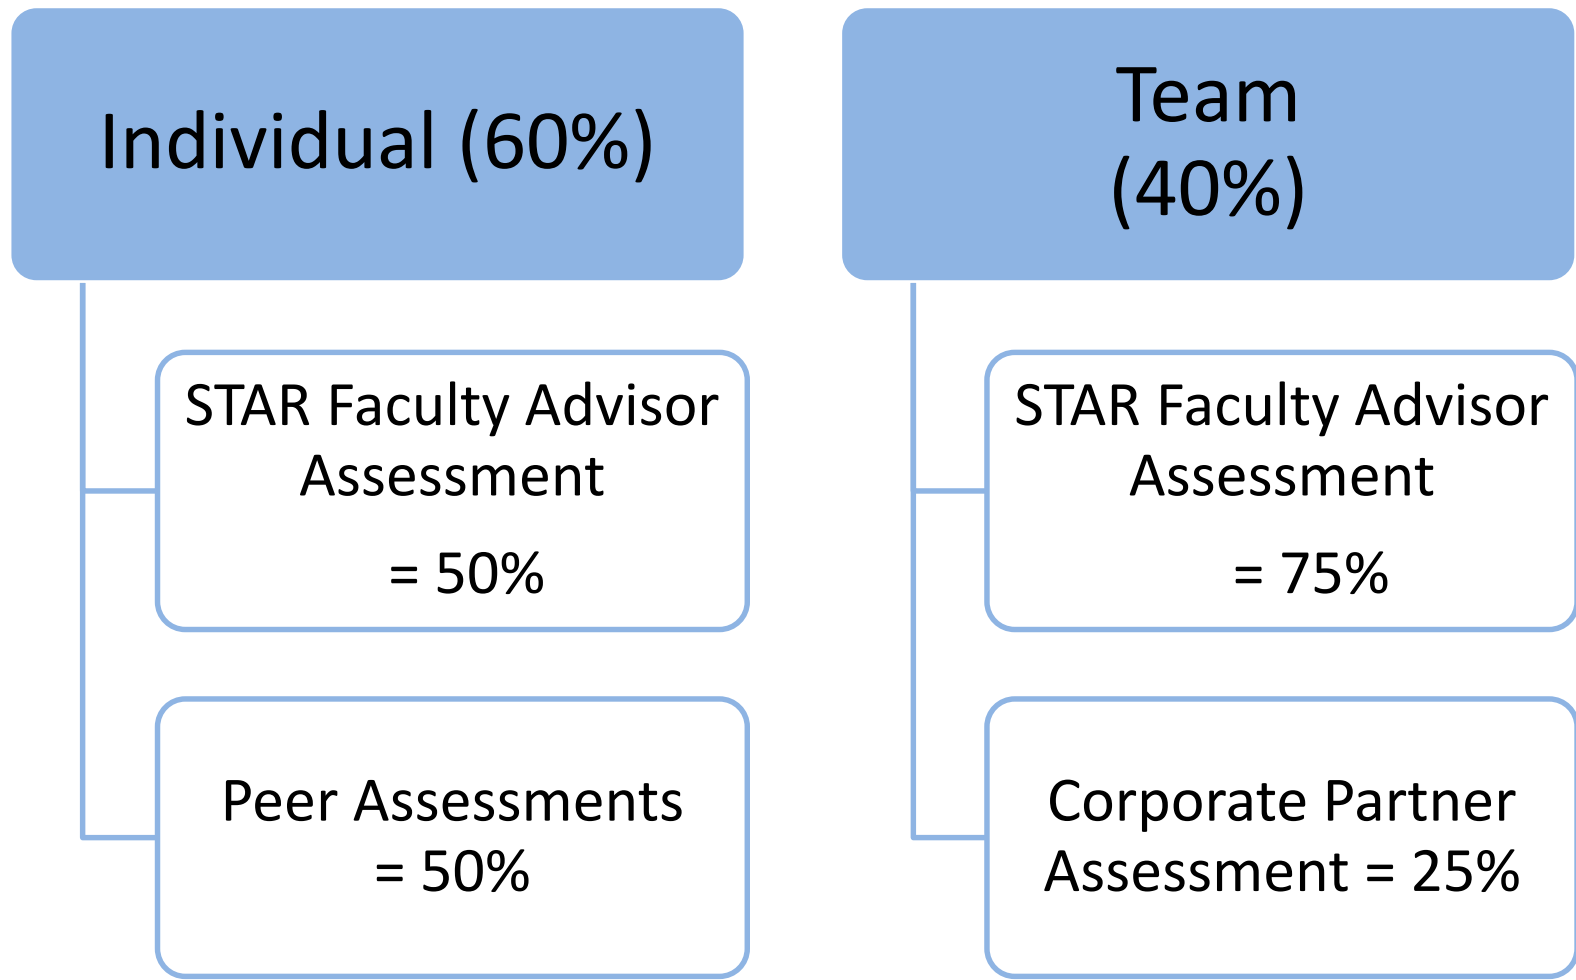 Individual (60%)
STAR Faculty Advisor
Assessment
= 50%
Peer Assessments
= 50%
Team
(40%)
STAR Faculty Advisor
Assessment
= 75%
Corporate Partner
Assessment = 25%